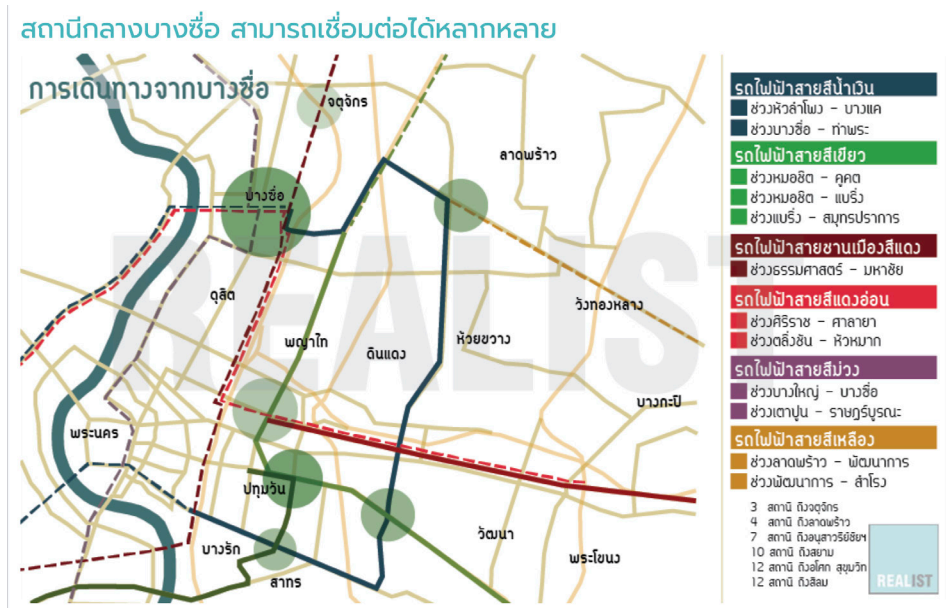 สถานีกลางบางซื่อ สามารถเชื่อมต่อได้หลากหลาย
การเดินทางจากบางซื่อ
จตุจักร
ลาดพร้าว
บางซื่อ
ดุสิต
วังทองหลาง
พญาไท
ดินแดง
ห้วยขวาง
บางกะปิ
พระนคร
ปทุมวัน
วัฒนา
บางรัก
พระโขนง
สาทร
REALIST
รถไฟฟ้าสายสีน้ำเงิน
ช่วงหัวลำโพง - บางแค
ช่วงบางซื่อ - ท่าพระ
รถไฟฟ้าสายสีเขียว
ช่วงหมอชิต - คูคต
ช่วงหมอชิต - แบริ่ง
ช่วงแบริ่ง - สมุทรปราการ
รถไฟฟ้าสายชานเมืองสีแดง
ช่วงธรรมศาสตร์ - มหาชัย
รถไฟฟ้าสายสีแดงอ่อน
ช่วงศิริราช - ศาลายา
ช่วงตลิ่งชัน - หัวหมาก
รถไฟฟ้าสายสีม่วง
ช่วงบางใหญ่ - บางซื่อ
ช่วงเตาปูน - ราษฎร์บูรณะ
รถไฟฟ้าสายสีเหลือง
ช่วงลาดพร้าว - พัฒนาการ
ช่วงพัฒนาการ - สำโรง
3 สถานี ถึงจตุจักร
4 สถานี ถึงลาดพร้าว
7 สถานี ถึงอนุสาวรีย์ชัยฯ
10 สถานี ถึงสยาม
12 สถานี ถึงอโศก สุขุมวิท
12 สถานี ถึงสีลม
REALIST